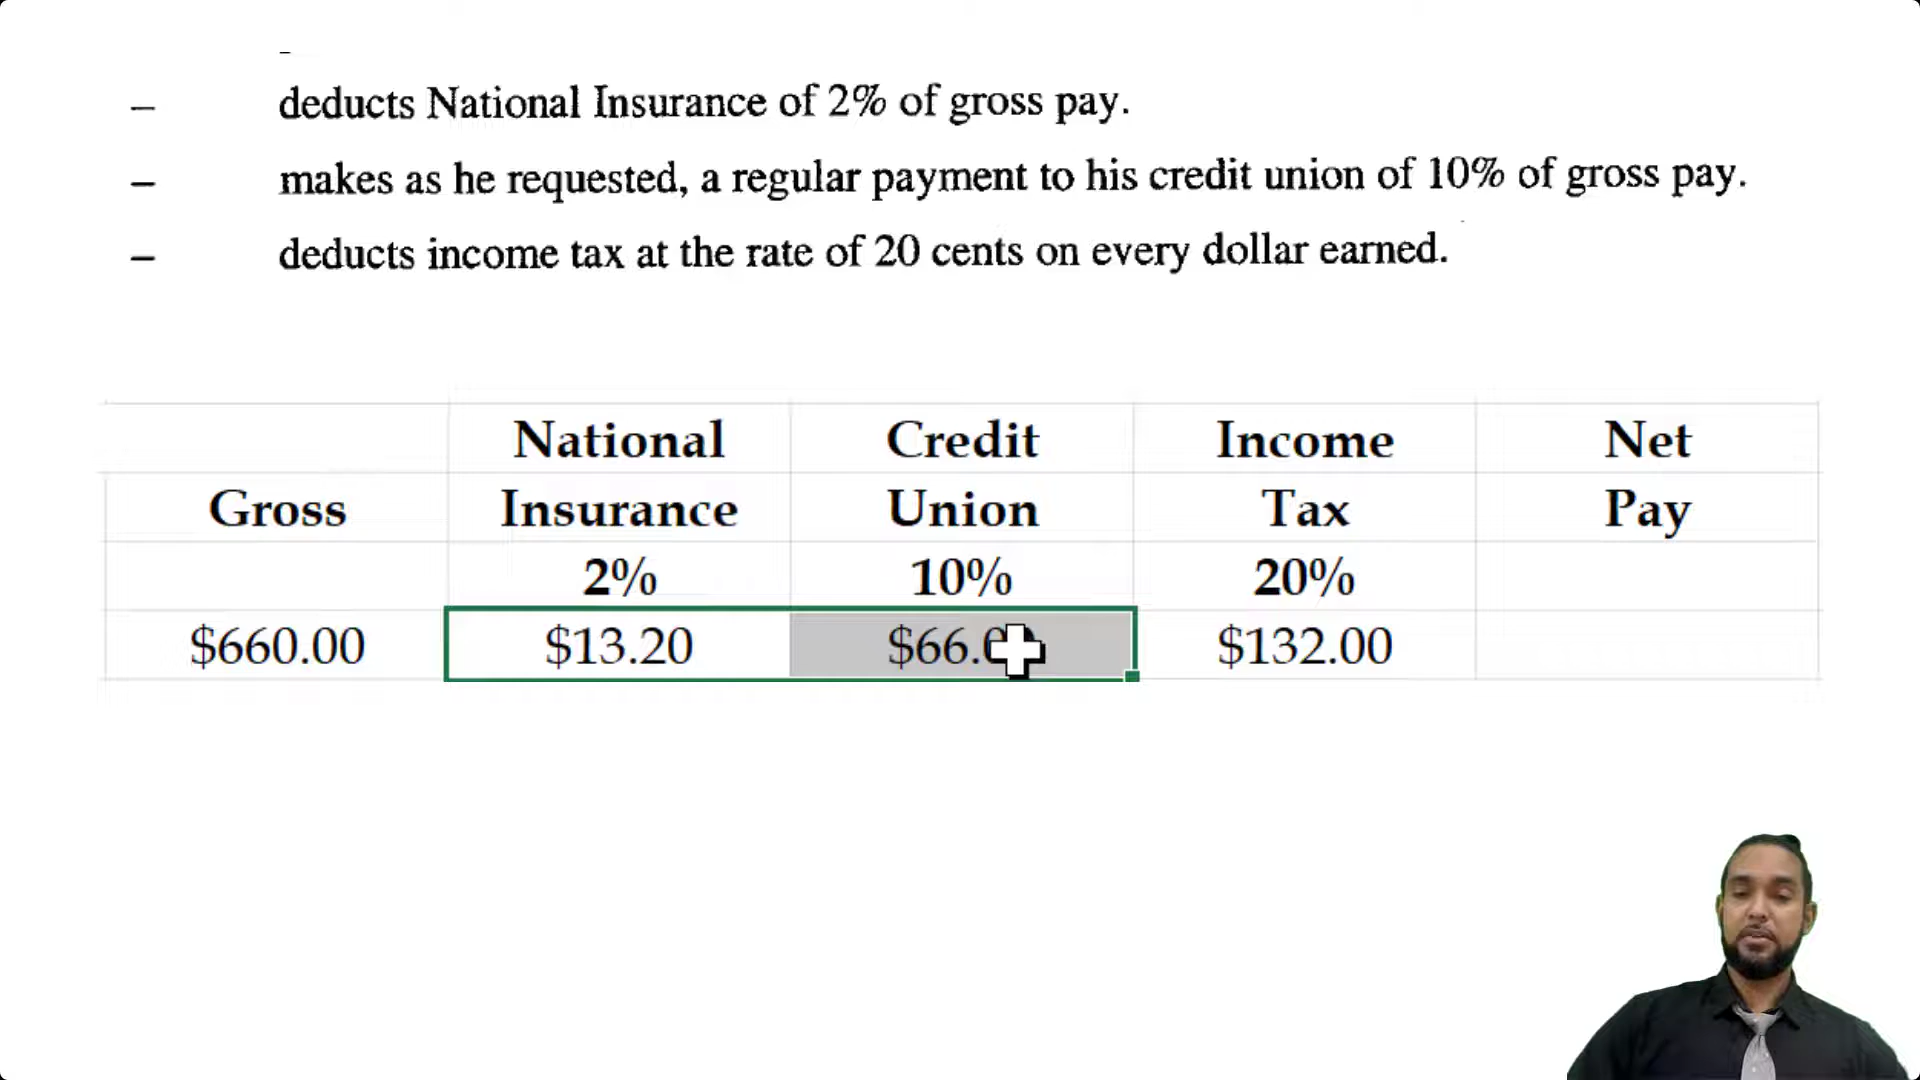 – deducts National Insurance of 2% of gross pay.
– makes as he requested, a regular payment to his credit union of 10% of gross pay.
– deducts income tax at the rate of 20 cents on every dollar earned.
National Credit Income Net
Gross Insurance Union Tax Pay
2% 10% 20%
$660.00 $13.20 $66. $132.00